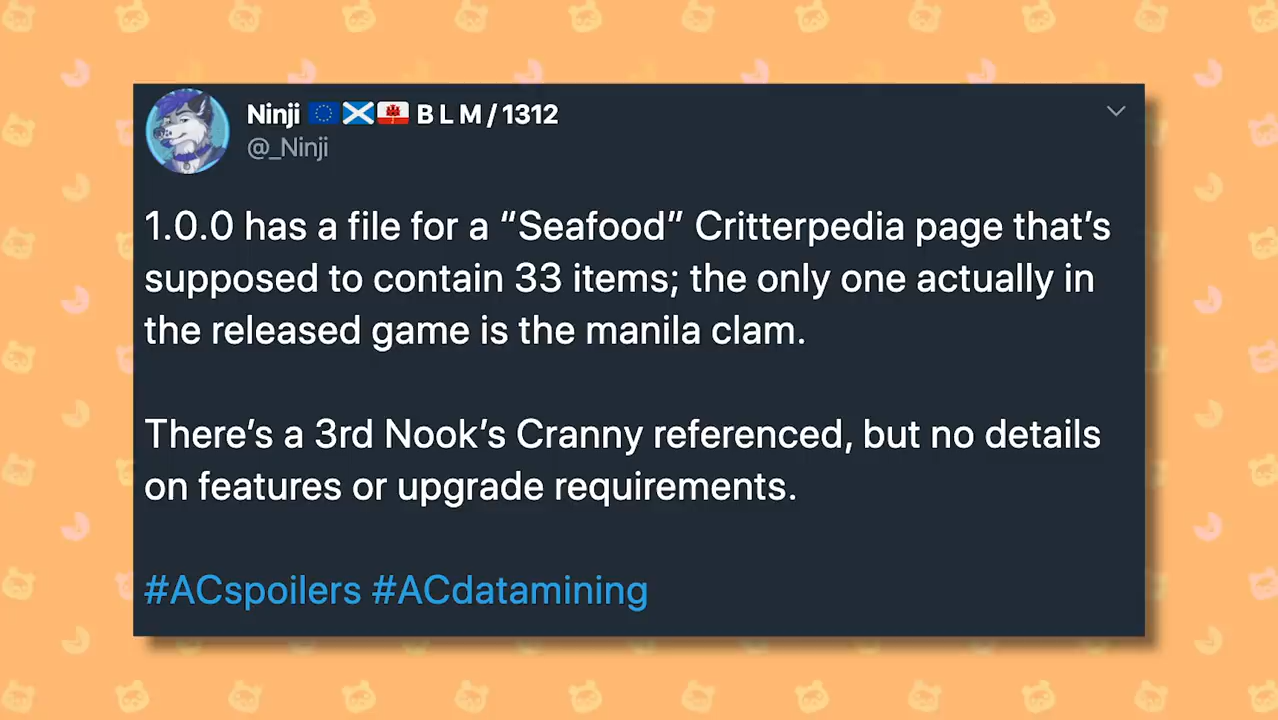 Ninji 🇪🇺🏴󠁧󠁢󠁳󠁣󠁴󠁿🇬🇮 B L M / 1312
@_Ninji
1.0.0 has a file for a “Seafood” Critterpedia page that’s
supposed to contain 33 items; the only one actually in
the released game is the manila clam.
There’s a 3rd Nook’s Cranny referenced, but no details
on features or upgrade requirements.
#ACspoilers #ACdatamining